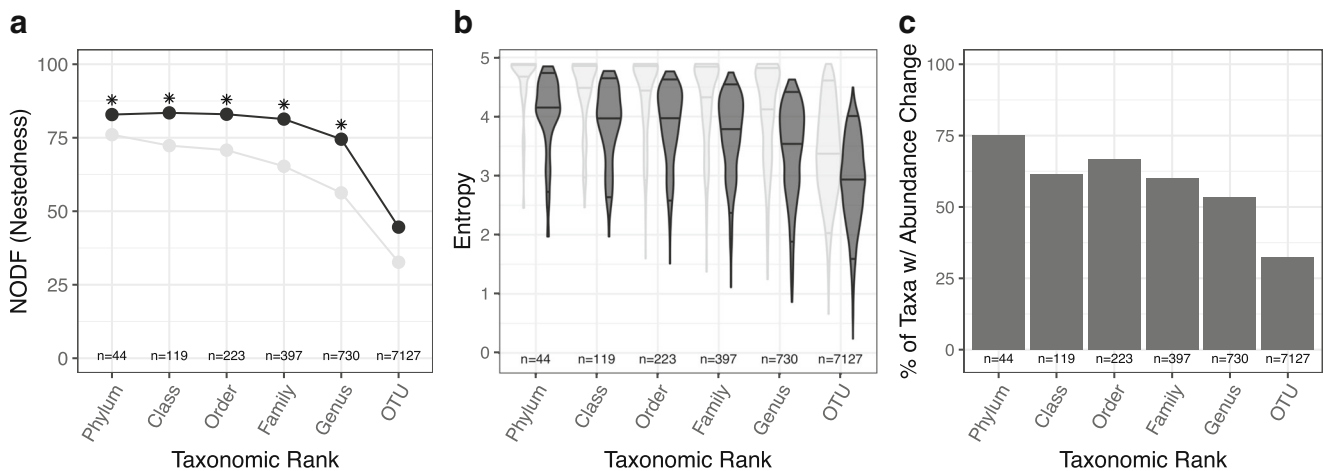 a
NODF (Nestedness)
100
75
50
25
0
* * * * *
n=44 n=119 n=223 n=397 n=730 n=7127
Phylum Class Order Family Genus OTU
Taxonomic Rank
b
Entropy
5
4
3
2
1
0
n=44 n=119 n=223 n=397 n=730 n=7127
Phylum Class Order Family Genus OTU
Taxonomic Rank
c
% of Taxa w/ Abundance Change
100
75
50
25
0
n=44 n=119 n=223 n=397 n=730 n=7127
Phylum Class Order Family Genus OTU
Taxonomic Rank